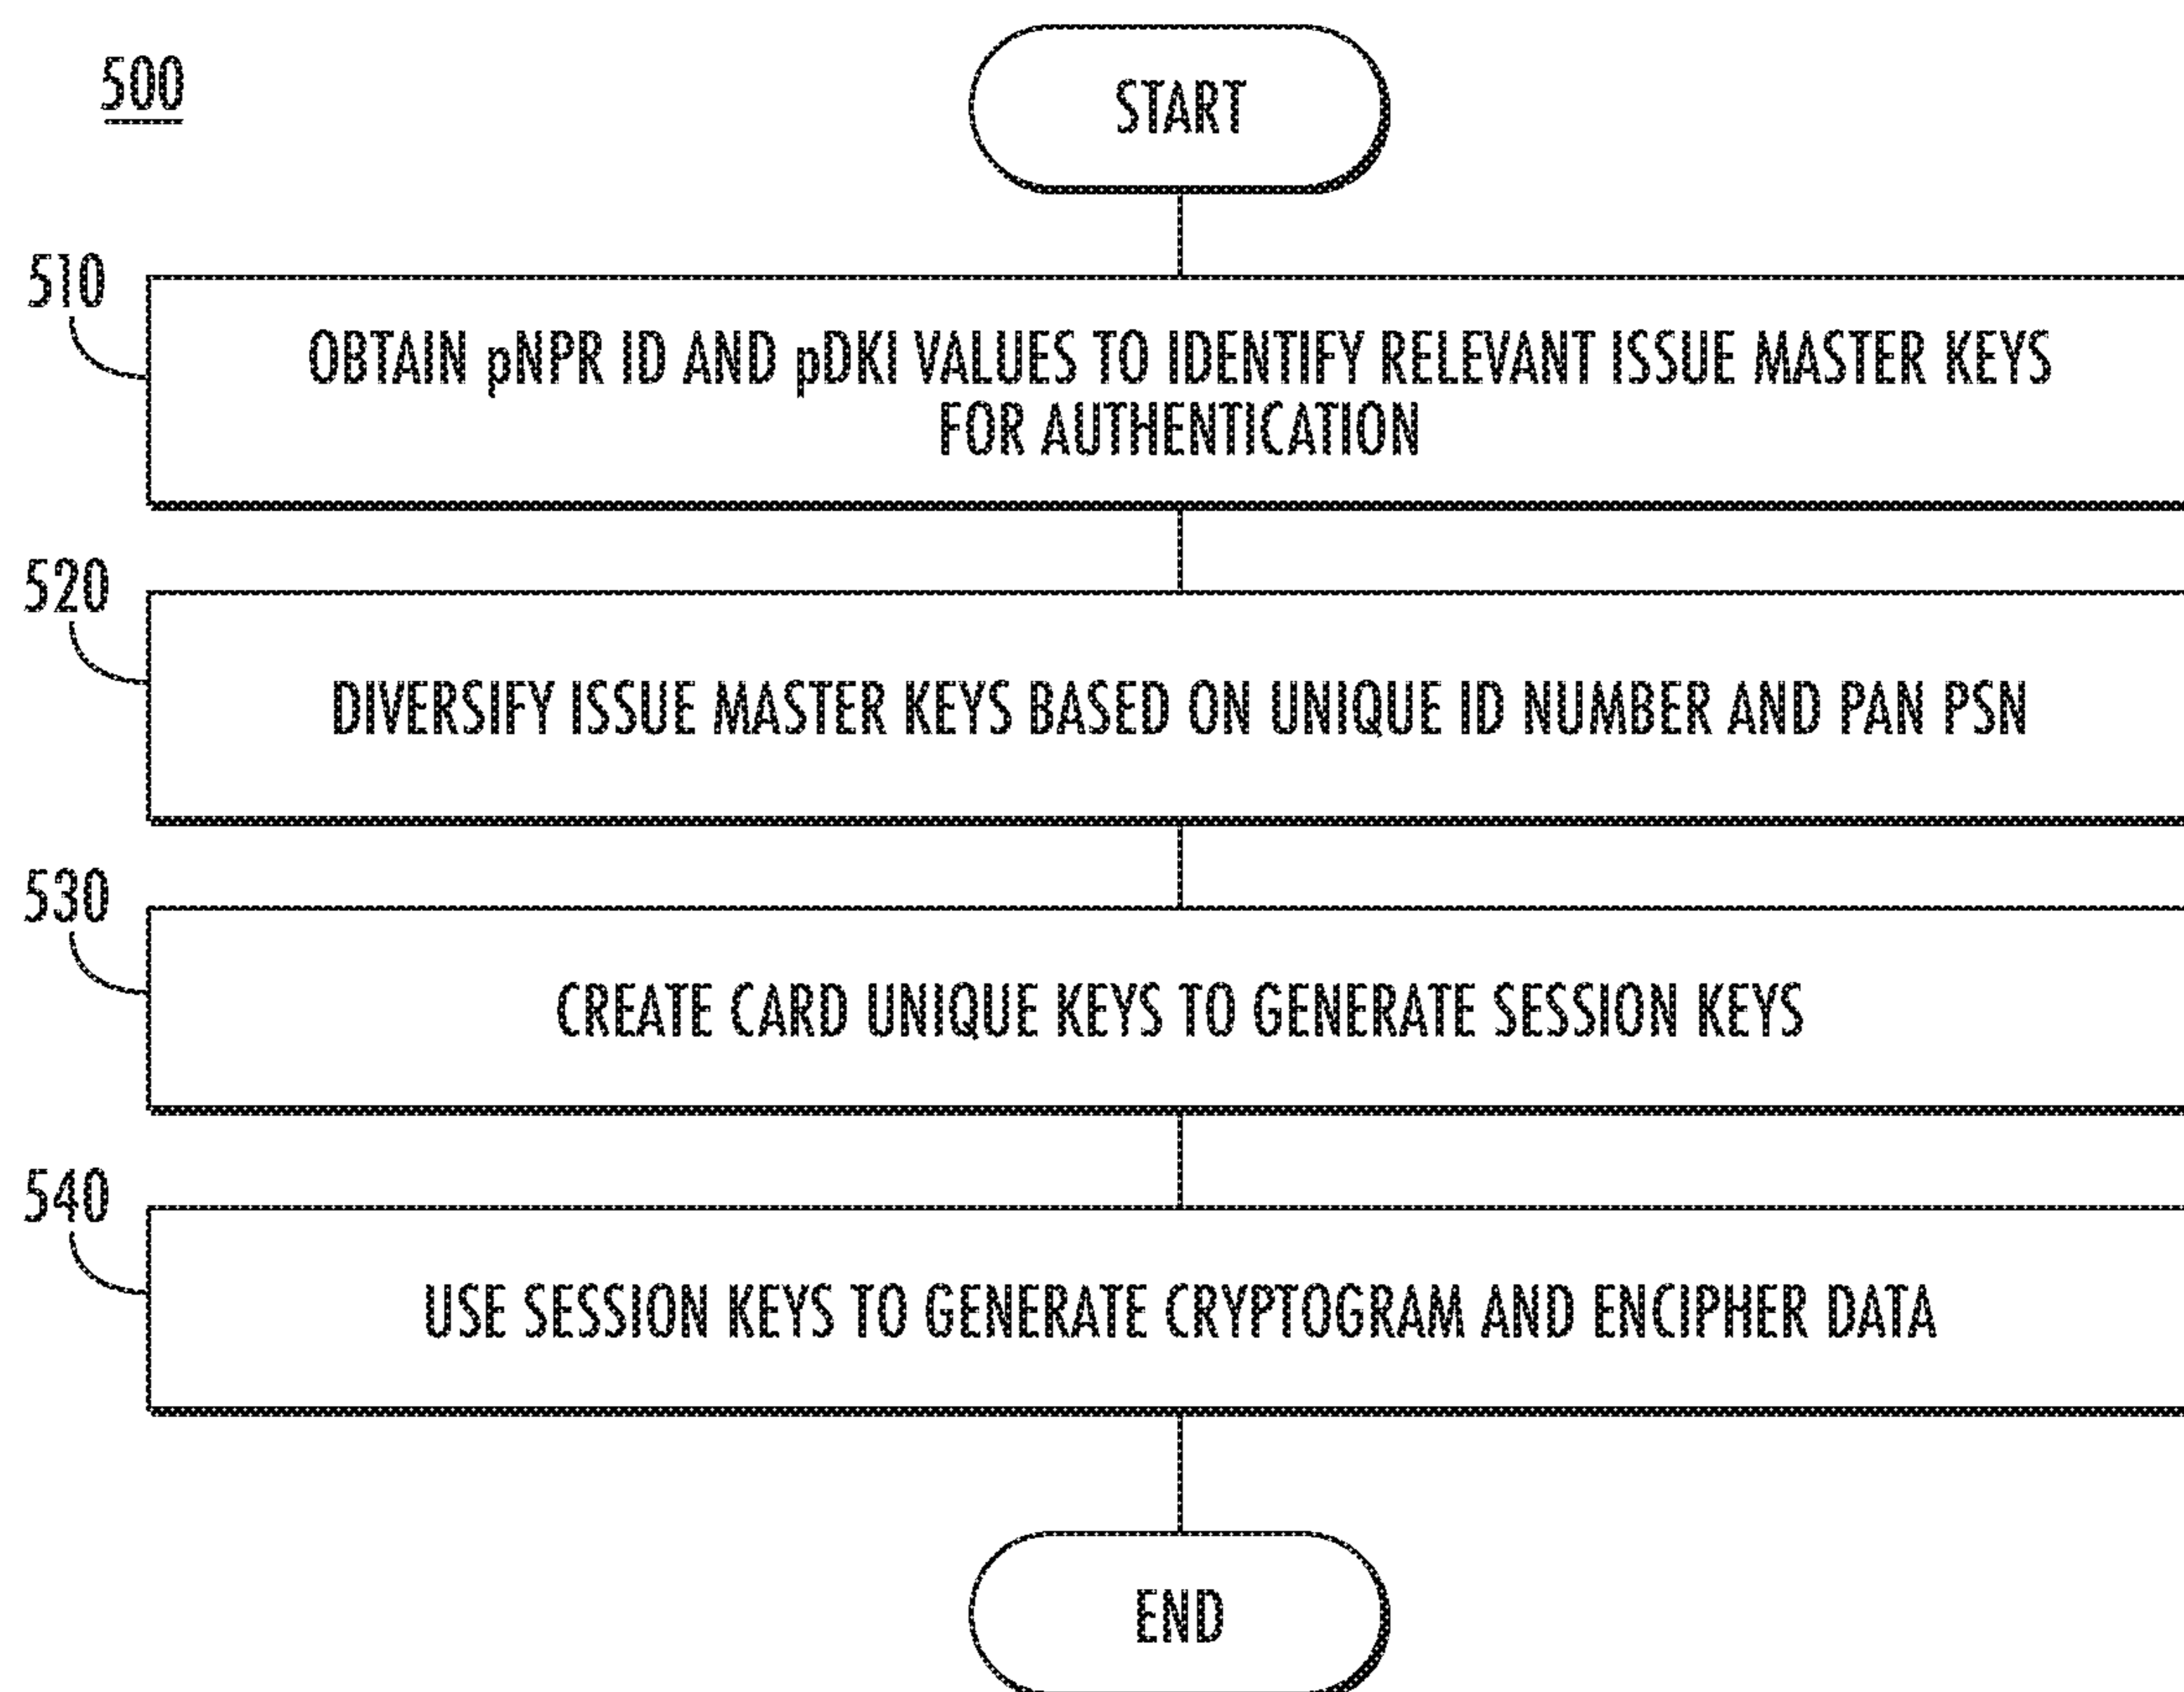 500
START
510
OBTAIN pNPR ID AND pDKI VALUES TO IDENTIFY RELEVANT ISSUE MASTER KEYS
FOR AUTHENTICATION
520
DIVERSIFY ISSUE MASTER KEYS BASED ON UNIQUE ID NUMBER AND PAN PSN
530
CREATE CARD UNIQUE KEYS TO GENERATE SESSION KEYS
540
USE SESSION KEYS TO GENERATE CRYPTOGRAM AND ENCIPHER DATA
END